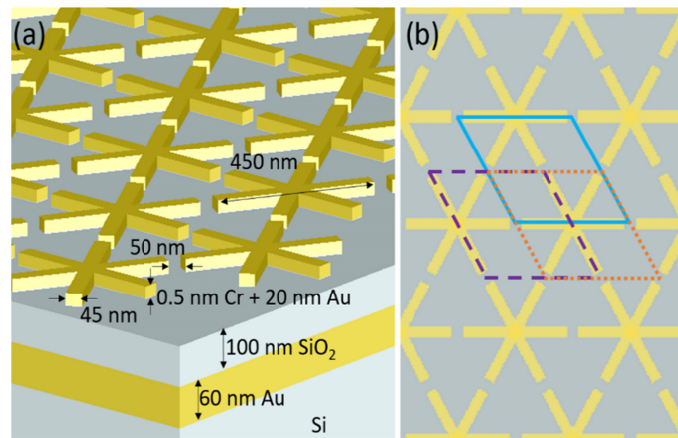 (a)
450 nm
50 nm
0.5 nm Cr + 20 nm Au
45 nm
100 nm SiO₂
60 nm Au
Si
(b)